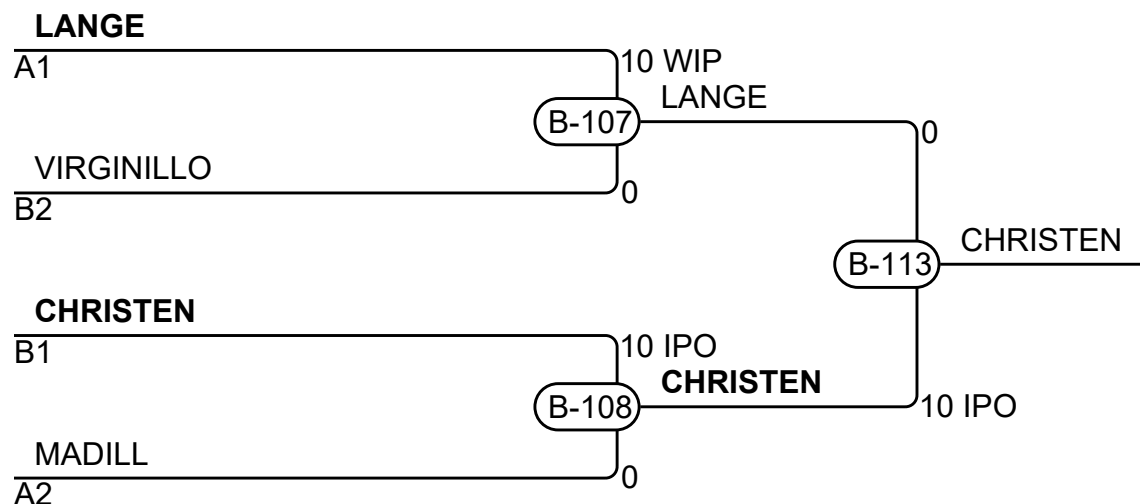 LANGE
A1
10 WIP
LANGE
B-107
0
VIRGINILLO
B2
0
CHRISTEN
B-113
CHRISTEN
B1
10 IPO
CHRISTEN
B-108
10 IPO
MADILL
A2
0